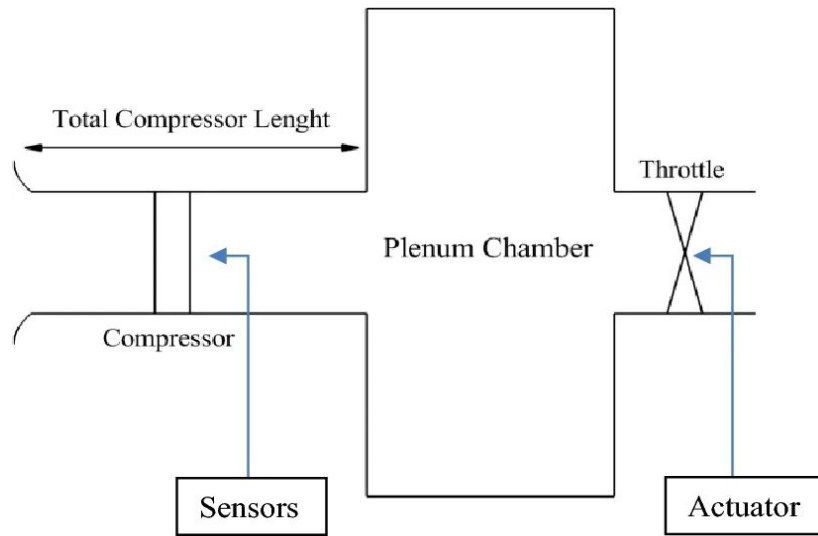 Total Compressor Lenght
Throttle
Plenum Chamber
Compressor
Sensors
Actuator